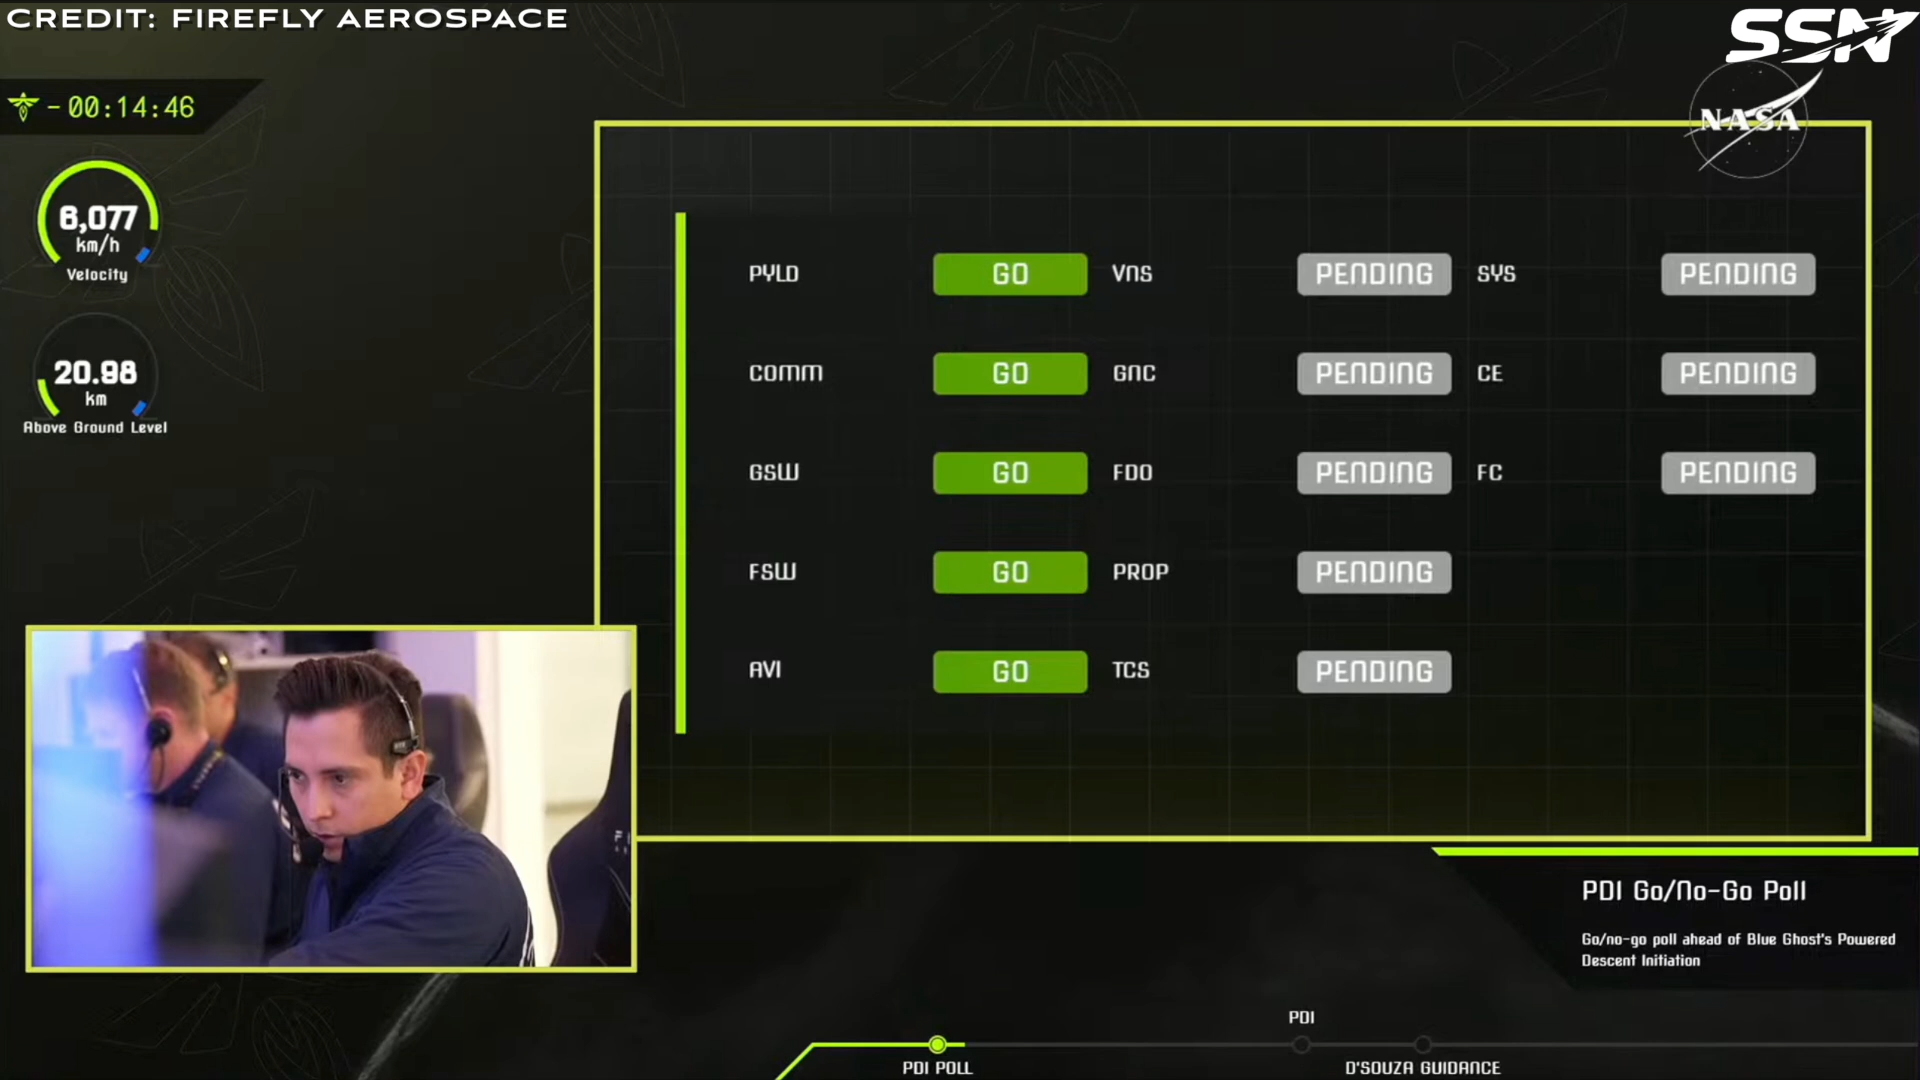 CREDIT: FIREFLY AEROSPACE
SSN
NASA
- 00:14:46
6,077
km/h
Velocity
20.98
km
Above Ground Level
PYLD GO VNS PENDING SYS PENDING
COMM GO GNC PENDING CE PENDING
GSW GO FDO PENDING FC PENDING
FSW GO PROP PENDING
AVI GO TCS PENDING
PDI Go/No-Go Poll
Go/no-go poll ahead of Blue Ghost's Powered
Descent Initiation
PDI
PDI POLL
D'SOUZA GUIDANCE